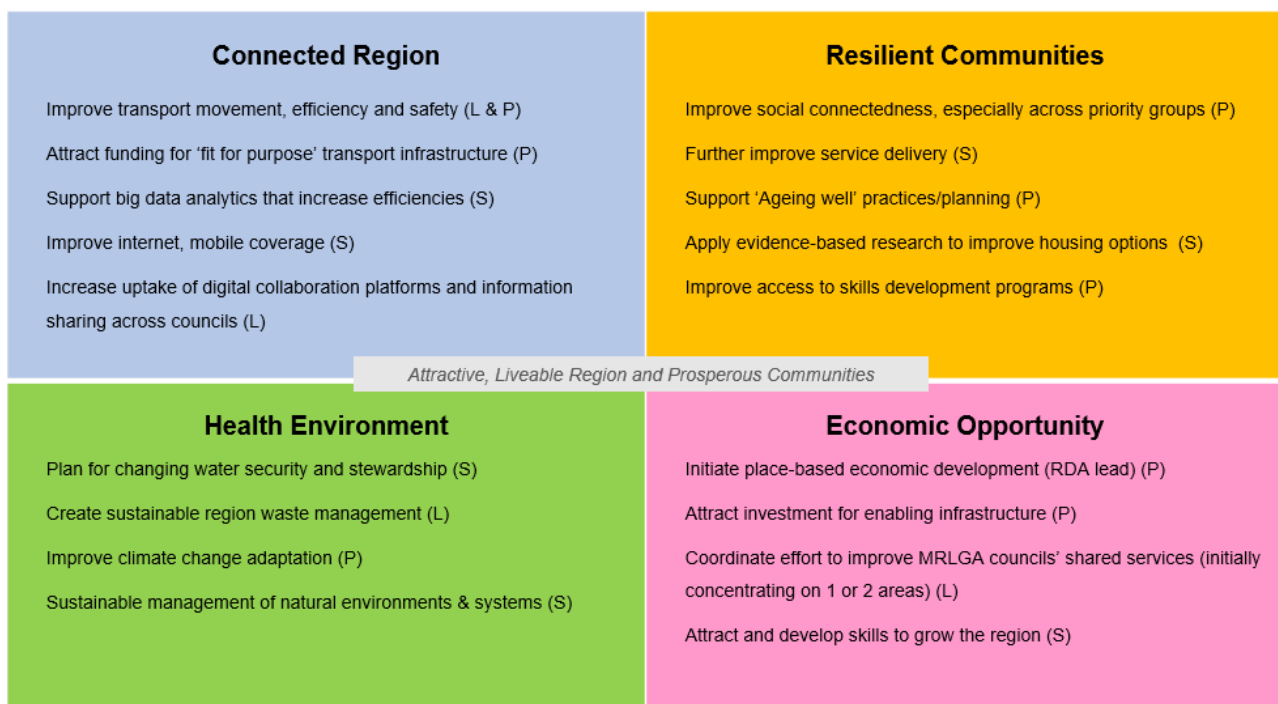 Connected Region
Improve transport movement, efficiency and safety (L & P)
Attract funding for ‘fit for purpose’ transport infrastructure (P)
Support big data analytics that increase efficiencies (S)
Improve internet, mobile coverage (S)
Increase uptake of digital collaboration platforms and information
sharing across councils (L)
Resilient Communities
Improve social connectedness, especially across priority groups (P)
Further improve service delivery (S)
Support ‘Ageing well’ practices/planning (P)
Apply evidence-based research to improve housing options  (S)
Improve access to skills development programs (P)
Attractive, Liveable Region and Prosperous Communities
Health Environment
Plan for changing water security and stewardship (S)
Create sustainable region waste management (L)
Improve climate change adaptation (P)
Sustainable management of natural environments & systems (S)
Economic Opportunity
Initiate place-based economic development (RDA lead) (P)
Attract investment for enabling infrastructure (P)
Coordinate effort to improve MRLGA councils’ shared services (initially
concentrating on 1 or 2 areas) (L)
Attract and develop skills to grow the region (S)